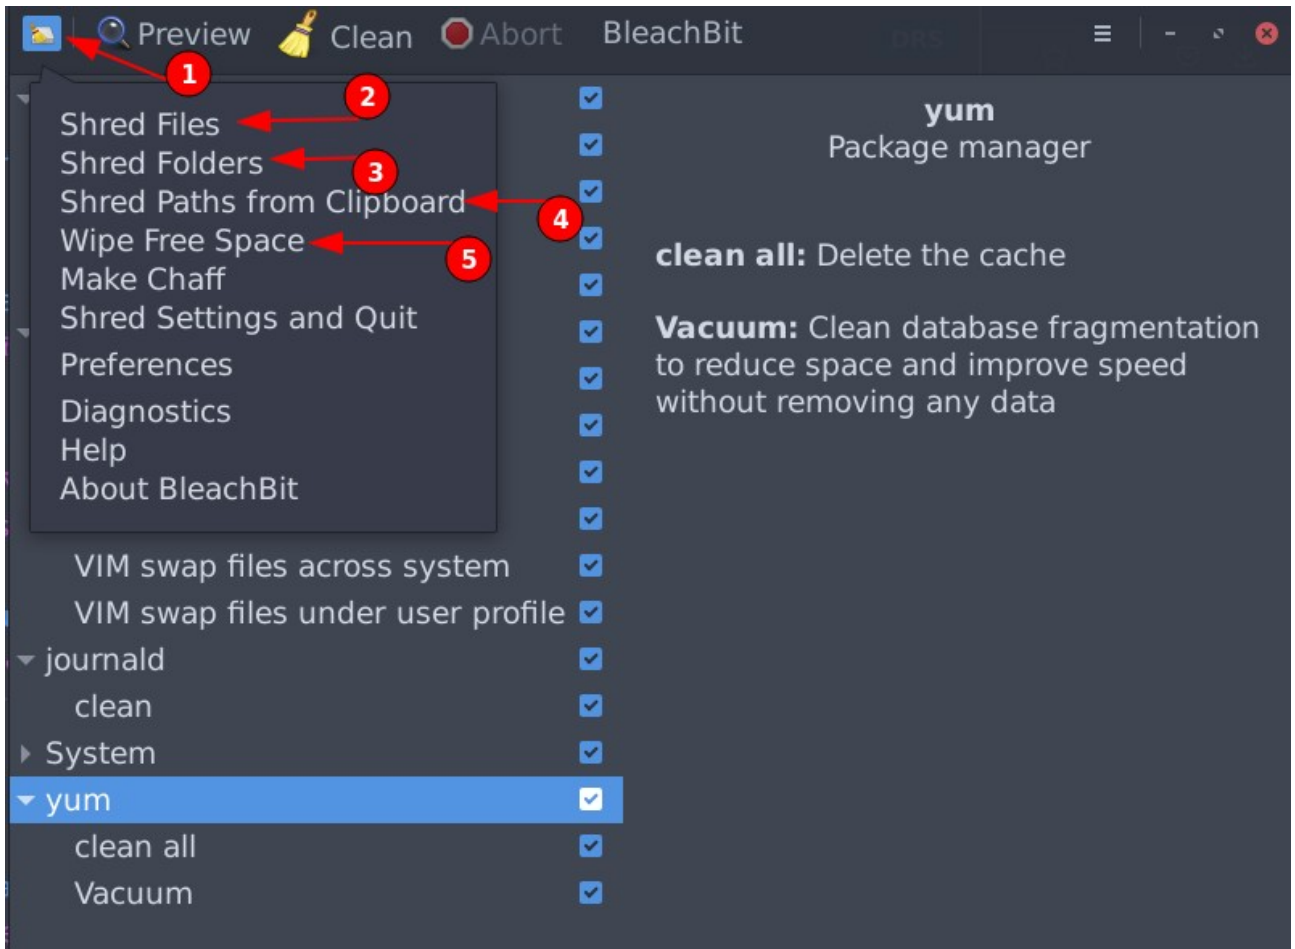 Preview Clean Abort BleachBit
1
2
Shred Files
Shred Folders
3
Shred Paths from Clipboard
4
Wipe Free Space
5
Make Chaff
Shred Settings and Quit
Preferences
Diagnostics
Help
About BleachBit
VIM swap files across system
VIM swap files under user profile
journald
clean
System
yum
clean all
Vacuum
yum
Package manager
clean all: Delete the cache
Vacuum: Clean database fragmentation
to reduce space and improve speed
without removing any data